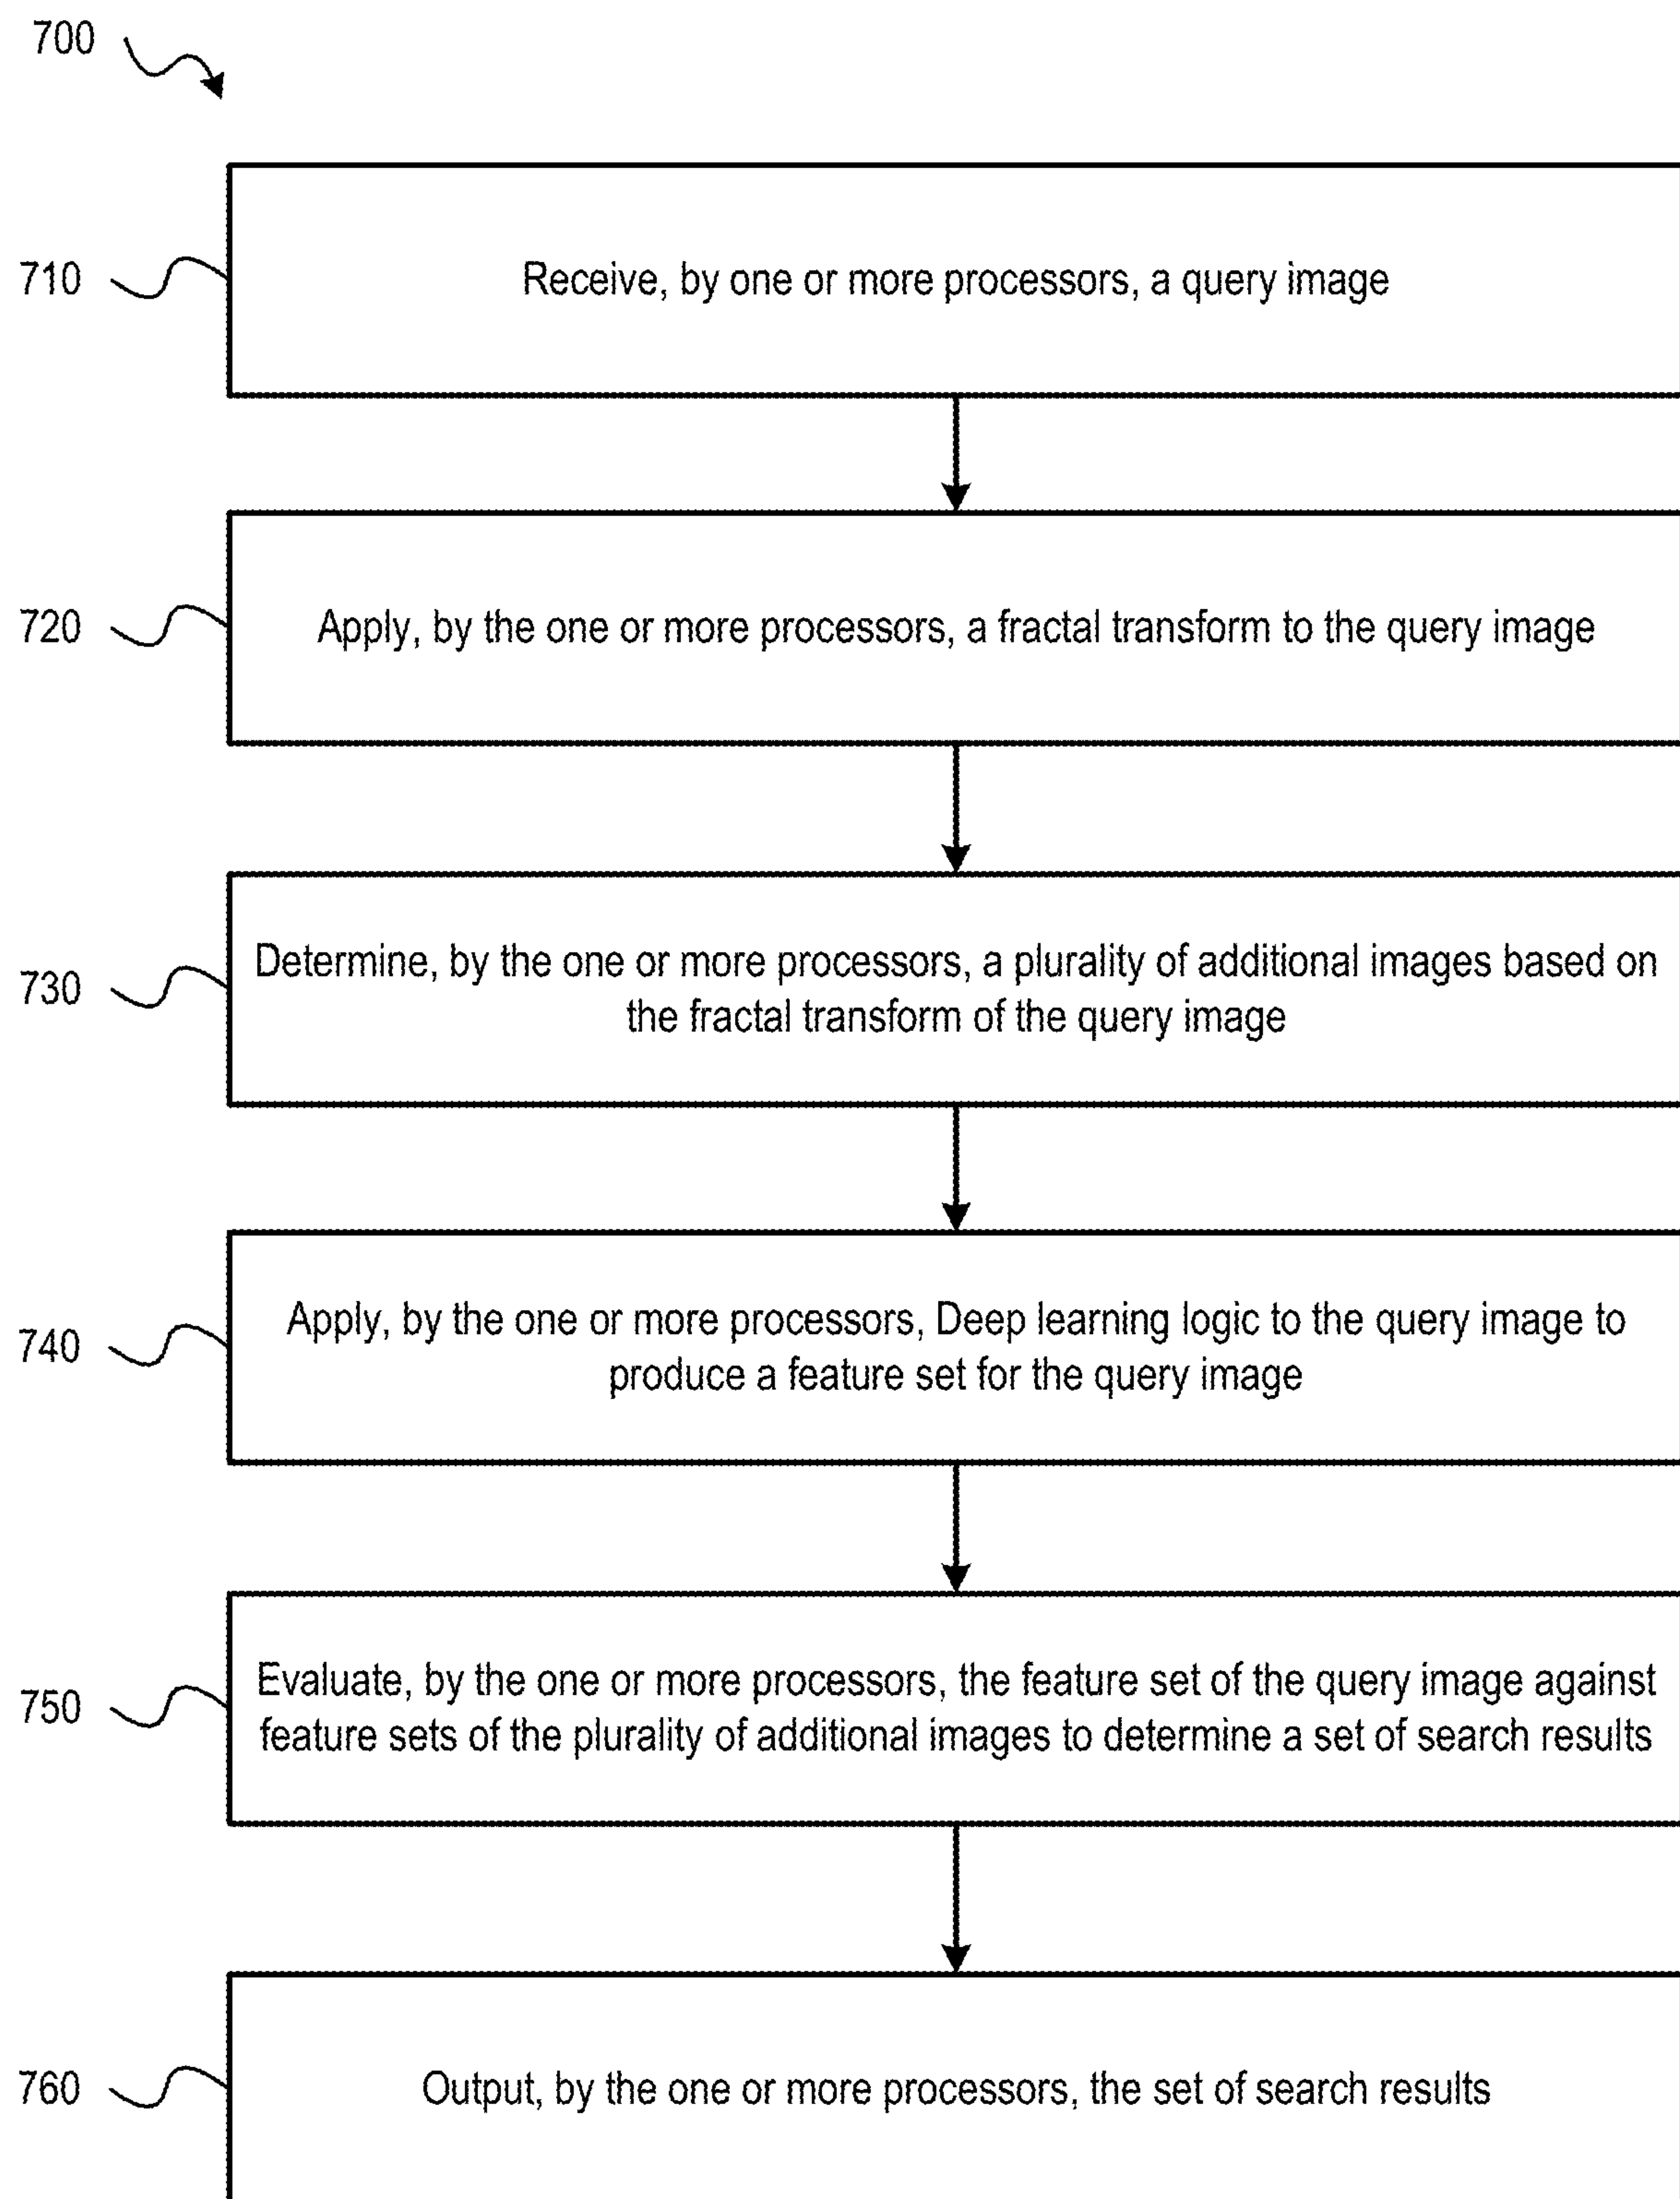 700
710
Receive, by one or more processors, a query image
720
Apply, by the one or more processors, a fractal transform to the query image
730
Determine, by the one or more processors, a plurality of additional images based on
the fractal transform of the query image
740
Apply, by the one or more processors, Deep learning logic to the query image to
produce a feature set for the query image
750
Evaluate, by the one or more processors, the feature set of the query image against
feature sets of the plurality of additional images to determine a set of search results
760
Output, by the one or more processors, the set of search results